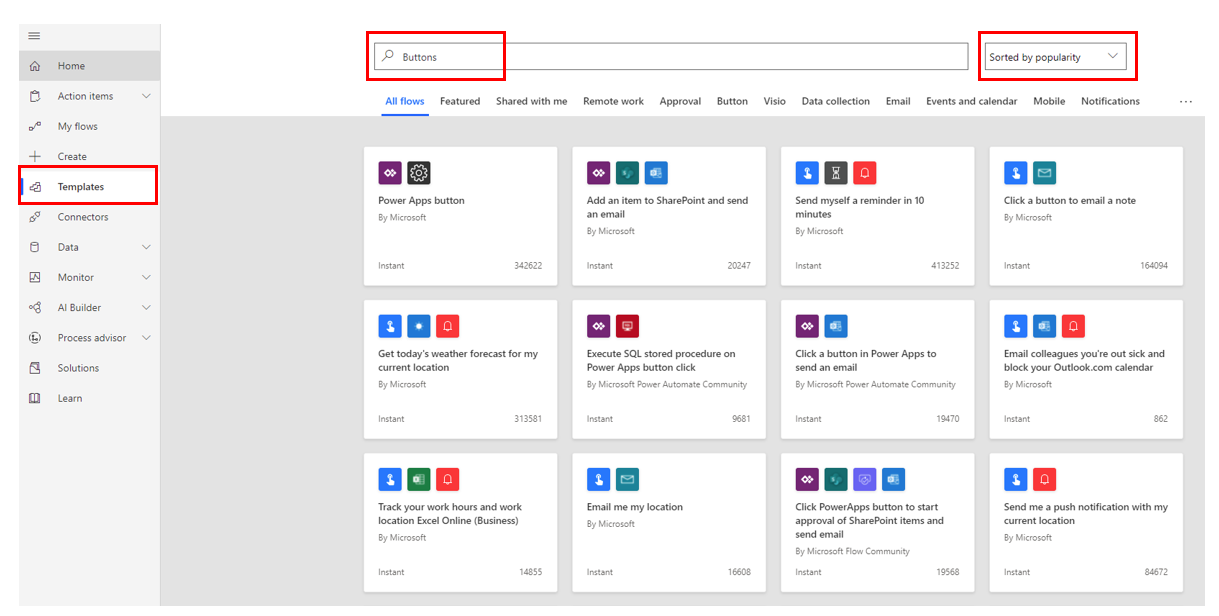 Home
Action items
My flows
Create
Templates
Connectors
Data
Monitor
AI Builder
Process advisor
Solutions
Learn
Buttons
Sorted by popularity
All flows Featured Shared with me Remote work Approval Button Visio Data collection Email Events and calendar Mobile Notifications ...
Power Apps button
By Microsoft
Instant 342622
Add an item to SharePoint and send
an email
By Microsoft
Instant 20247
Send myself a reminder in 10
minutes
By Microsoft
Instant 413252
Click a button to email a note
By Microsoft
Instant 164094
Get today's weather forecast for my
current location
By Microsoft
Instant 313581
Execute SQL stored procedure on
Power Apps button click
By Microsoft Power Automate Community
Instant 9681
Click a button in Power Apps to
send an email
By Microsoft Power Automate Community
Instant 19470
Email colleagues you're out sick and
block your Outlook.com calendar
By Microsoft
Instant 862
Track your work hours and work
location Excel Online (Business)
By Microsoft
Instant 14855
Email me my location
By Microsoft
Instant 16608
Click PowerApps button to start
approval of SharePoint items and
send email
By Microsoft Flow Community
Instant 19568
Send me a push notification with my
current location
By Microsoft
Instant 84672